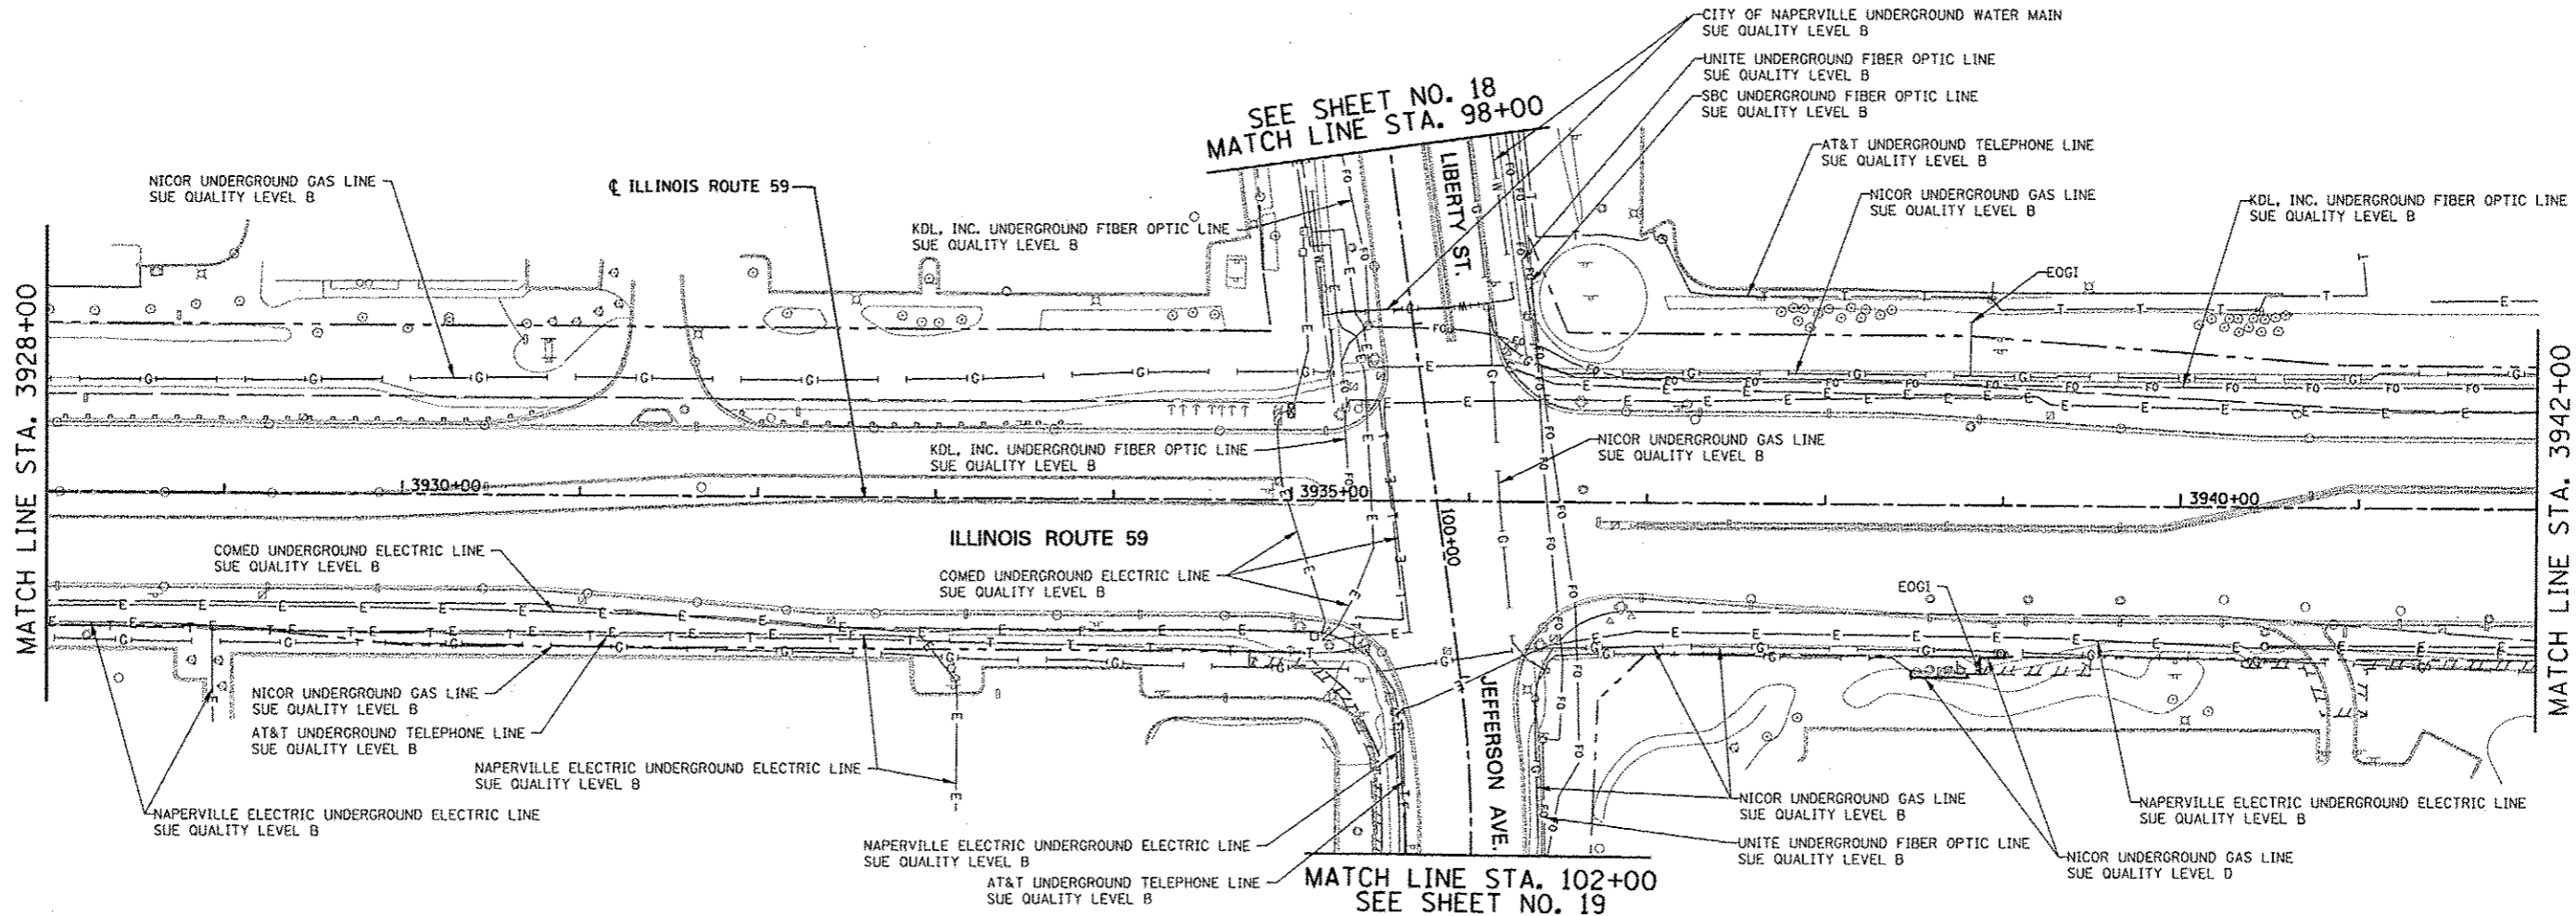 CITY OF NAPERVILLE UNDERGROUND WATER MAIN
SUE QUALITY LEVEL B
UNITE UNDERGROUND FIBER OPTIC LINE
SUE QUALITY LEVEL B
SBC UNDERGROUND FIBER OPTIC LINE
SUE QUALITY LEVEL B
SEE SHEET NO. 18
MATCH LINE STA. 98+00
AT&T UNDERGROUND TELEPHONE LINE
SUE QUALITY LEVEL B
NICOR UNDERGROUND GAS LINE
SUE QUALITY LEVEL B
℄ ILLINOIS ROUTE 59
LIBERTY ST.
NICOR UNDERGROUND GAS LINE
SUE QUALITY LEVEL B
KDL, INC. UNDERGROUND FIBER OPTIC LINE
SUE QUALITY LEVEL B
KDL, INC. UNDERGROUND FIBER OPTIC LINE
SUE QUALITY LEVEL B
EOGI
MATCH LINE STA. 3928+00
MATCH LINE STA. 3942+00
KDL, INC. UNDERGROUND FIBER OPTIC LINE
SUE QUALITY LEVEL B
NICOR UNDERGROUND GAS LINE
SUE QUALITY LEVEL B
3930+00
3935+00
3940+00
100+00
ILLINOIS ROUTE 59
COMED UNDERGROUND ELECTRIC LINE
SUE QUALITY LEVEL B
COMED UNDERGROUND ELECTRIC LINE
SUE QUALITY LEVEL B
EOGI
NICOR UNDERGROUND GAS LINE
SUE QUALITY LEVEL B
AT&T UNDERGROUND TELEPHONE LINE
SUE QUALITY LEVEL B
NAPERVILLE ELECTRIC UNDERGROUND ELECTRIC LINE
SUE QUALITY LEVEL B
NAPERVILLE ELECTRIC UNDERGROUND ELECTRIC LINE
SUE QUALITY LEVEL B
JEFFERSON AVE.
NICOR UNDERGROUND GAS LINE
SUE QUALITY LEVEL B
NAPERVILLE ELECTRIC UNDERGROUND ELECTRIC LINE
SUE QUALITY LEVEL B
NAPERVILLE ELECTRIC UNDERGROUND ELECTRIC LINE
SUE QUALITY LEVEL B
UNITE UNDERGROUND FIBER OPTIC LINE
SUE QUALITY LEVEL B
NICOR UNDERGROUND GAS LINE
SUE QUALITY LEVEL D
AT&T UNDERGROUND TELEPHONE LINE
SUE QUALITY LEVEL B
MATCH LINE STA. 102+00
SEE SHEET NO. 19